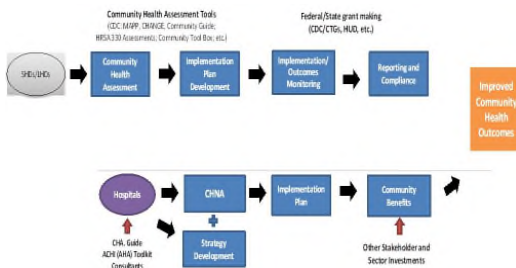 Community Health Assessment Tools
(CDC: MAPP, CHANGE; Community Guide;
HRSA 330 Assessments; Community Tool Box; etc.)
Federal/State grant making
(CDC/CTGs, HUD, etc.)
SHDs/LHDs
Community
Health
Assessment
Implementation
Plan
Development
Implementation/
Outcomes
Monitoring
Reporting and
Compliance
Improved
Community
Health
Outcomes
Hospitals
CHNA
Implementation
Plan
Community
Benefits
Strategy
Development
CHA. Guide
ACHI (AHA) Toolkit
Consultants
Other Stakeholder and
Sector Investments